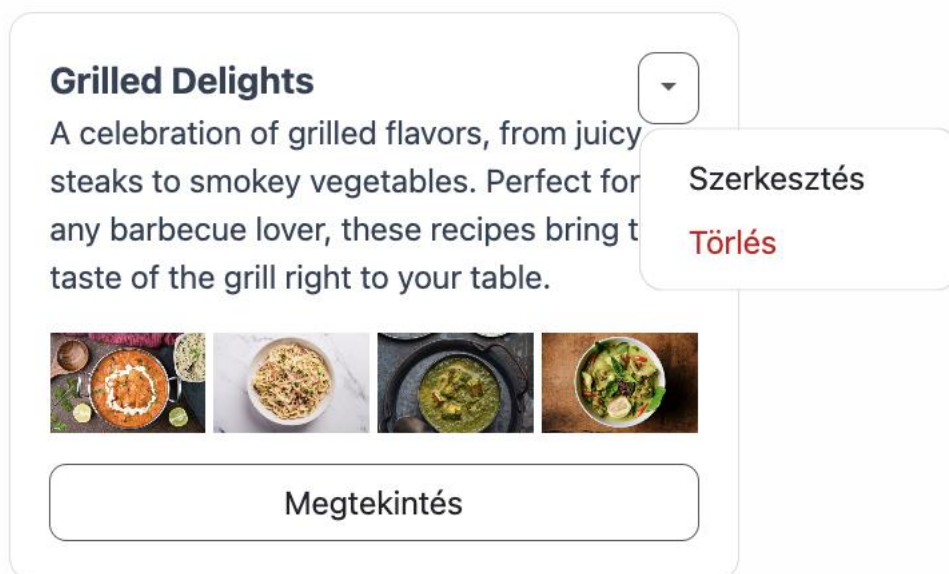 Grilled Delights
A celebration of grilled flavors, from juicy
steaks to smokey vegetables. Perfect for
any barbecue lover, these recipes bring t
taste of the grill right to your table.
Szerkesztés
Törlés
Megtekintés